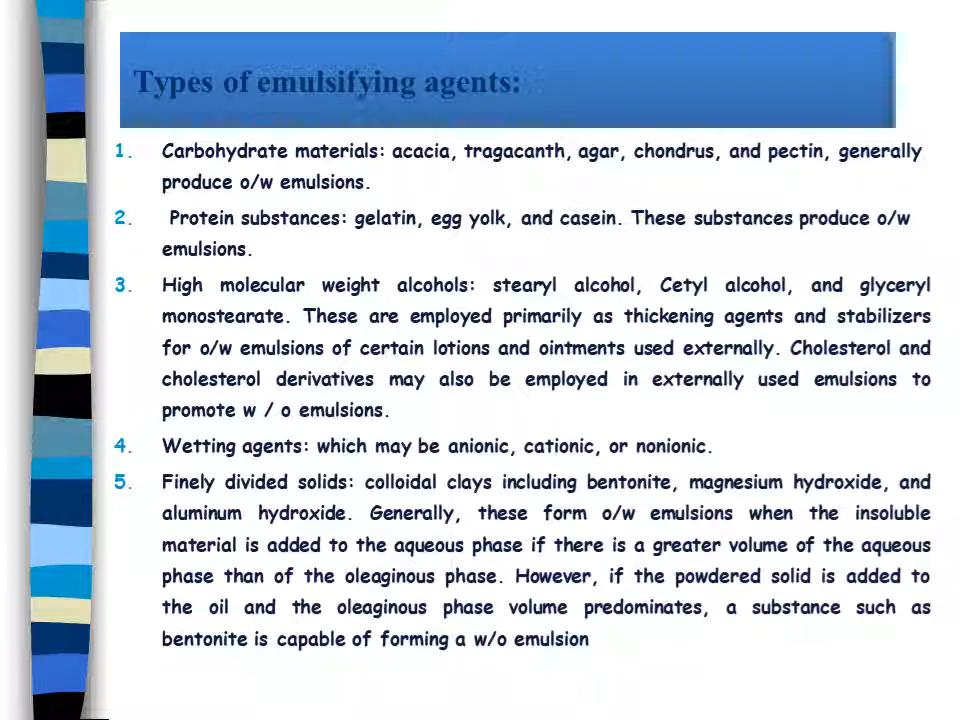 Types of emulsifying agents:
1. Carbohydrate materials: acacia, tragacanth, agar, chondrus, and pectin, generally
produce o/w emulsions.
2. Protein substances: gelatin, egg yolk, and casein. These substances produce o/w
emulsions.
3. High molecular weight alcohols: stearyl alcohol, Cetyl alcohol, and glyceryl
monostearate. These are employed primarily as thickening agents and stabilizers
for o/w emulsions of certain lotions and ointments used externally. Cholesterol and
cholesterol derivatives may also be employed in externally used emulsions to
promote w / o emulsions.
4. Wetting agents: which may be anionic, cationic, or nonionic.
5. Finely divided solids: colloidal clays including bentonite, magnesium hydroxide, and
aluminum hydroxide. Generally, these form o/w emulsions when the insoluble
material is added to the aqueous phase if there is a greater volume of the aqueous
phase than of the oleaginous phase. However, if the powdered solid is added to
the oil and the oleaginous phase volume predominates, a substance such as
bentonite is capable of forming a w/o emulsion